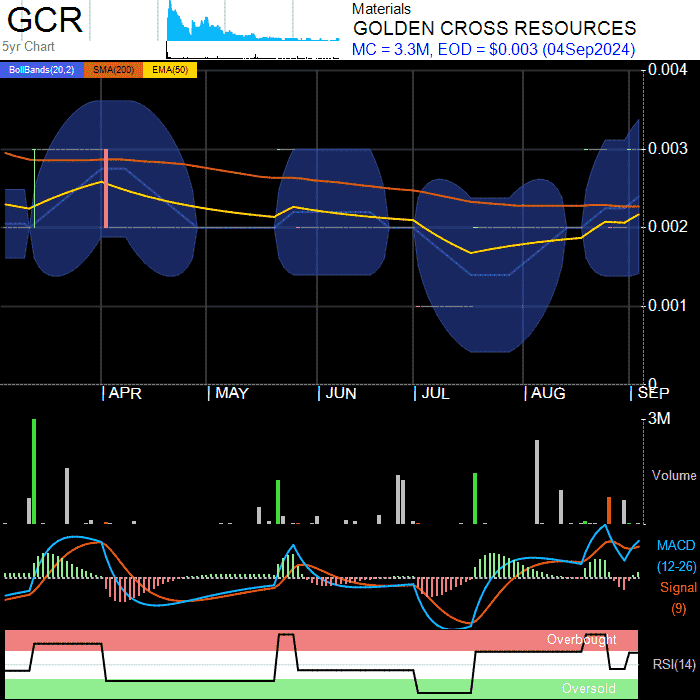 GCR
5yr Chart
Materials
GOLDEN CROSS RESOURCES
MC = 3.3M, EOD = $0.003 (04Sep2024)
BollBands(20,2) SMA(200) EMA(50)
0.004
0.003
0.002
0.001
0
APR MAY JUN JUL AUG SEP
3M
Volume
MACD
(12-26)
Signal
(9)
Overbought
RSI(14)
Oversold